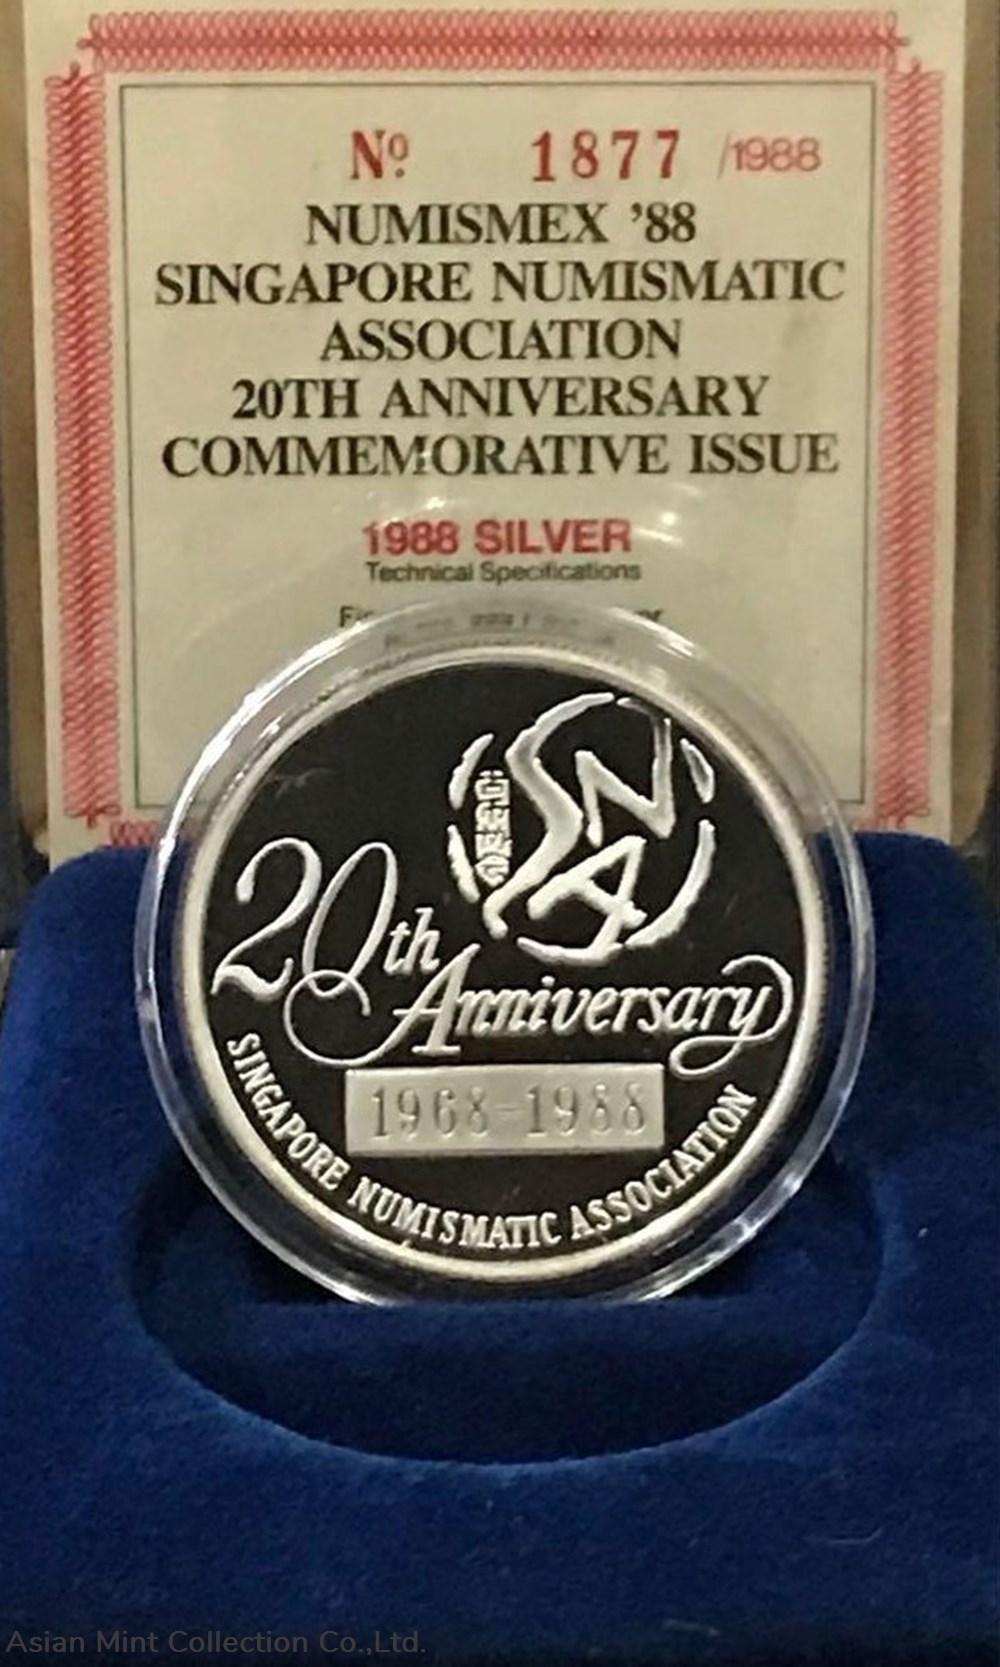 Nº 1877 /1988
NUMISMEX ’88
SINGAPORE NUMISMATIC
ASSOCIATION
20TH ANNIVERSARY
COMMEMORATIVE ISSUE
1988 SILVER
Technical Specifications
SNA
20th
Anniversary
1968-1988
SINGAPORE NUMISMATIC ASSOCIATION
Asian Mint Collection Co.,Ltd.